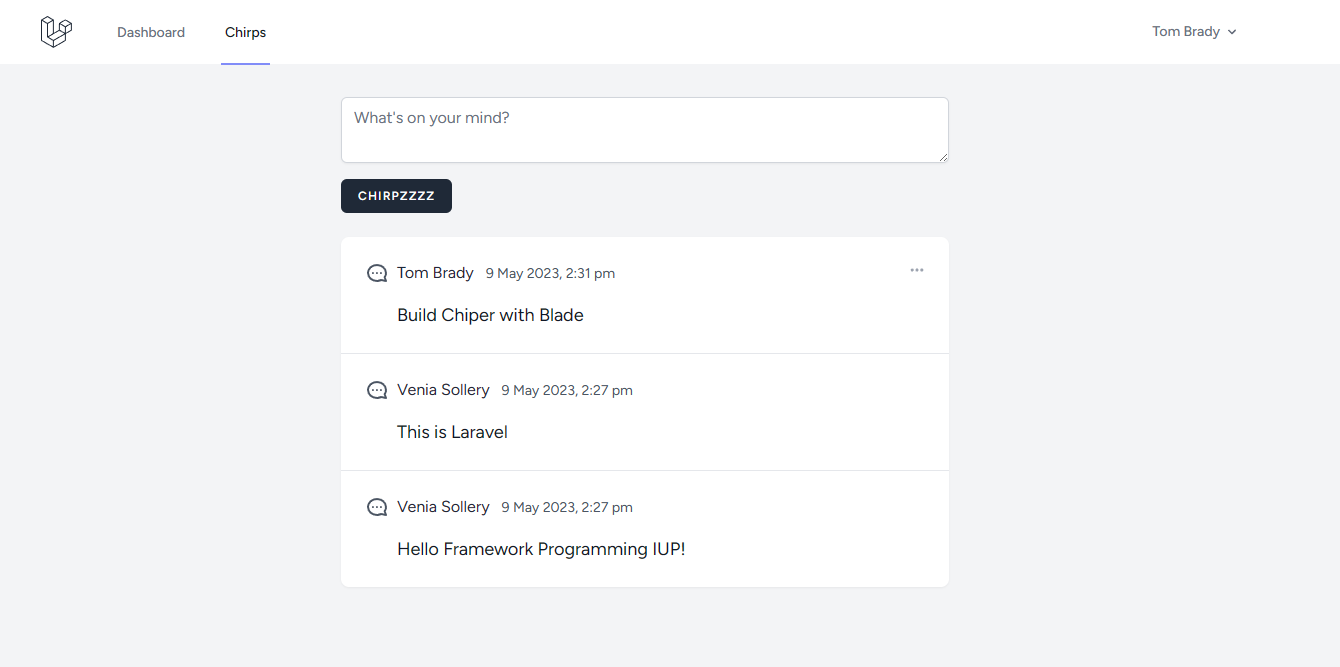 Dashboard Chirps Tom Brady
What's on your mind?
CHIRPZZZZ
Tom Brady 9 May 2023, 2:31 pm
Build Chiper with Blade
Venia Sollery 9 May 2023, 2:27 pm
This is Laravel
Venia Sollery 9 May 2023, 2:27 pm
Hello Framework Programming IUP!